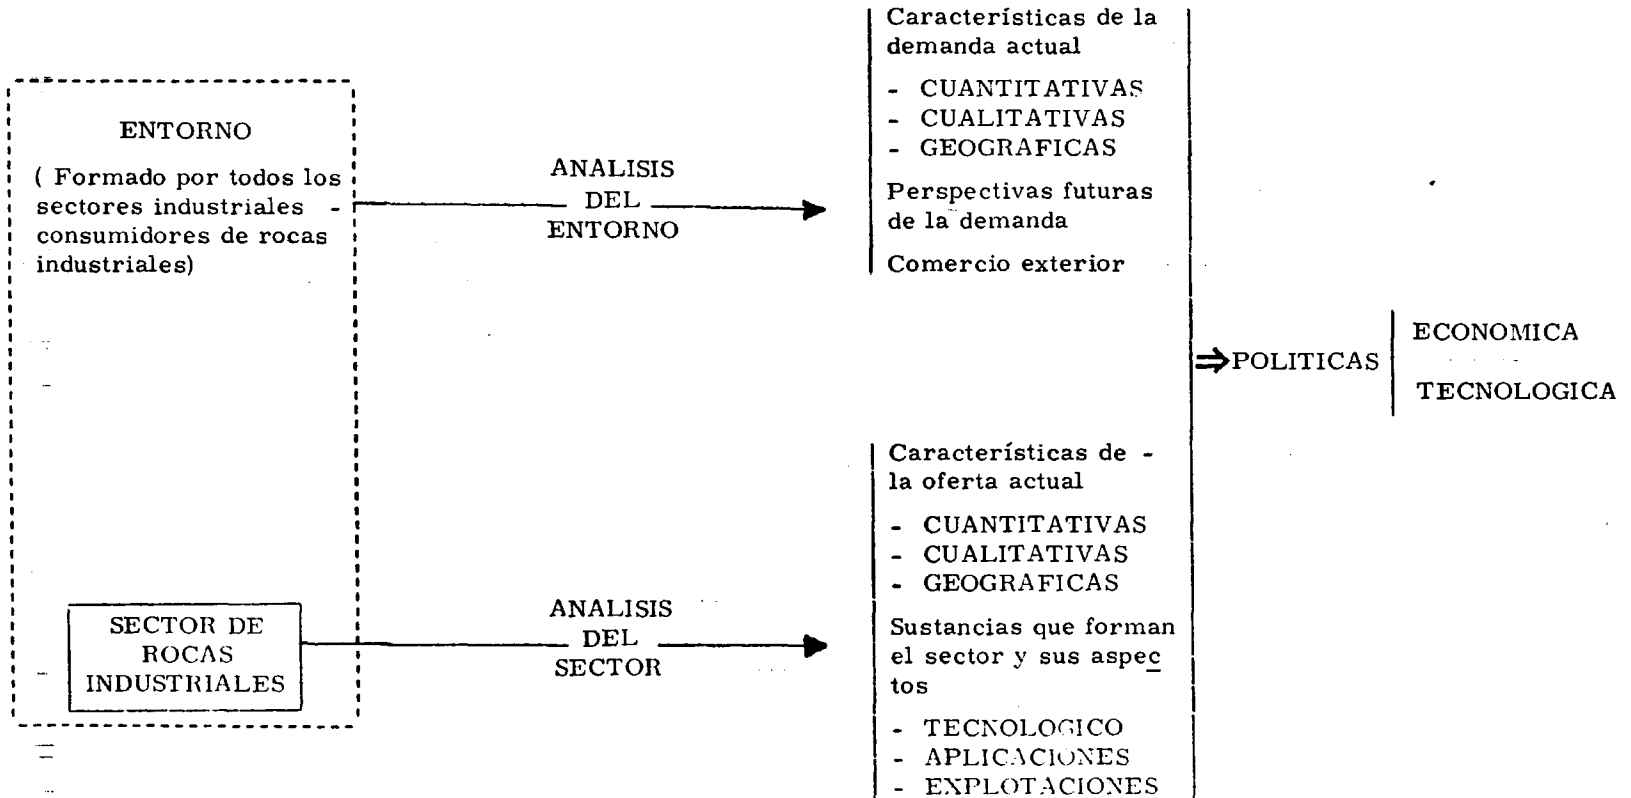 ENTORNO
( Formado por todos los
sectores industriales -
consumidores de rocas
industriales)
ANALISIS
DEL
ENTORNO
Características de la
demanda actual
- CUANTITATIVAS
- CUALITATIVAS
- GEOGRAFICAS
Perspectivas futuras
de la demanda
Comercio exterior
SECTOR DE
ROCAS
INDUSTRIALES
ANALISIS
DEL
SECTOR
Características de -
la oferta actual
- CUANTITATIVAS
- CUALITATIVAS
- GEOGRAFICAS
Sustancias que forman
el sector y sus aspec
tos
- TECNOLOGICO
- APLICACIONES
- EXPLOTACIONES
⇒ POLITICAS
ECONOMICA
TECNOLOGICA